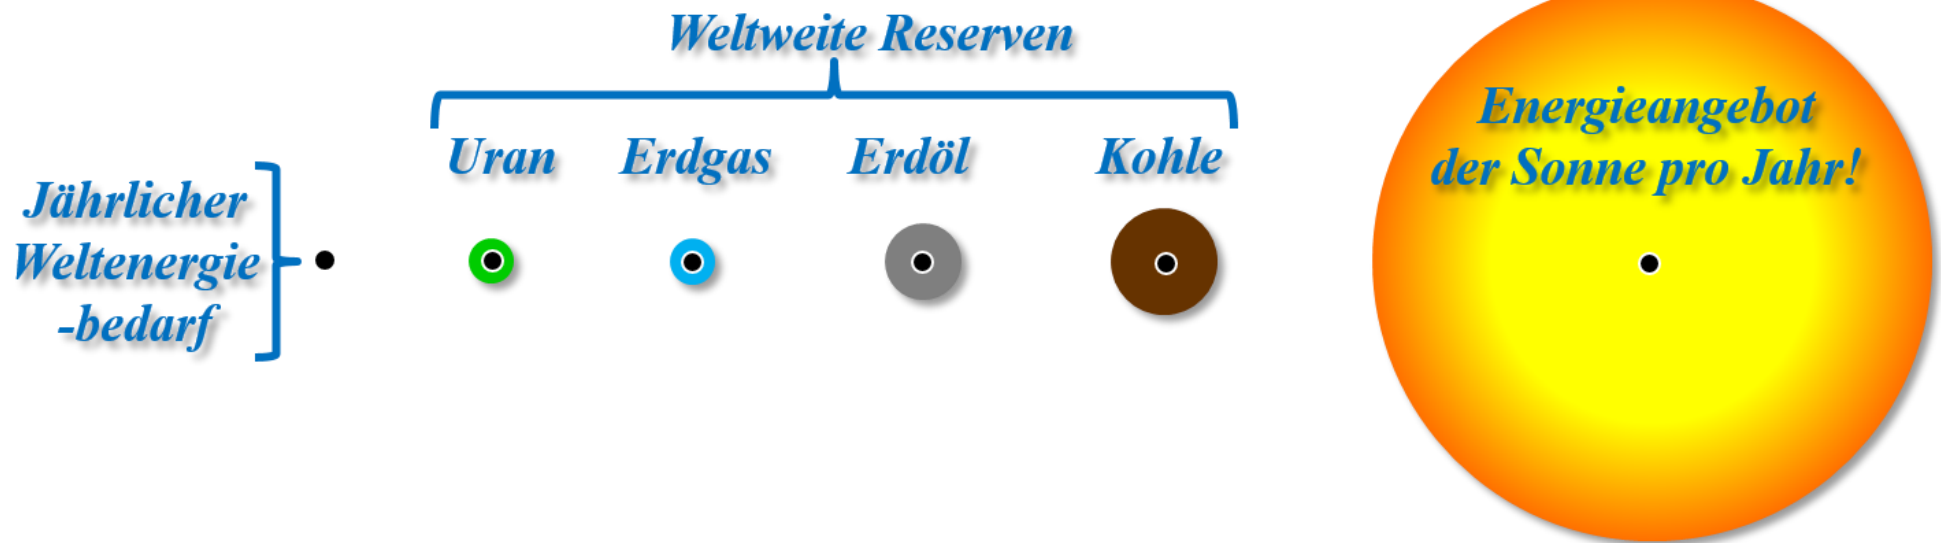 Weltweite Reserven
Uran
Erdgas
Erdöl
Kohle
Jährlicher
Weltenergie
-bedarf
Energieangebot
der Sonne pro Jahr!